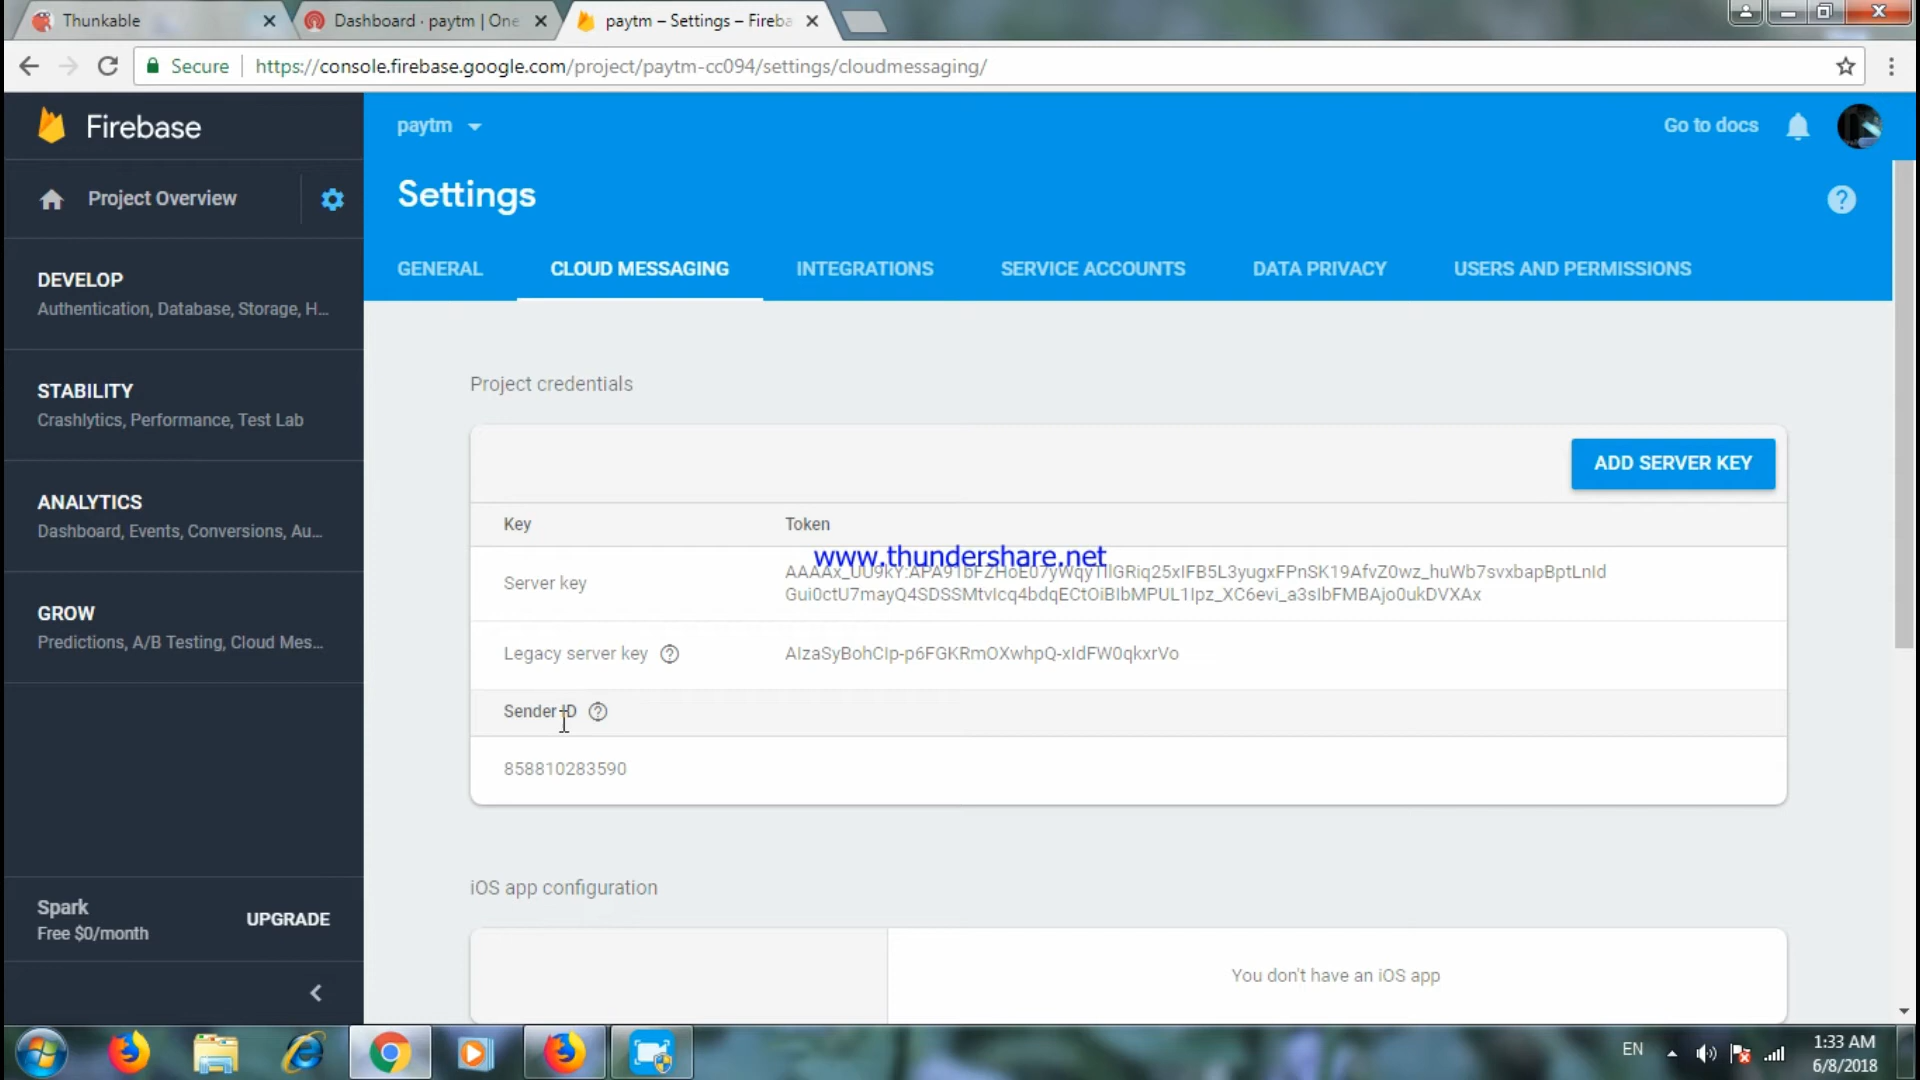 Thunkable
Dashboard · paytm | One
paytm – Settings – Fireba
Secure
https://console.firebase.google.com/project/paytm-cc094/settings/cloudmessaging/
Firebase
paytm
Go to docs
Project Overview
Settings
GENERAL
CLOUD MESSAGING
INTEGRATIONS
SERVICE ACCOUNTS
DATA PRIVACY
USERS AND PERMISSIONS
DEVELOP
Authentication, Database, Storage, H...
STABILITY
Crashlytics, Performance, Test Lab
ANALYTICS
Dashboard, Events, Conversions, Au...
GROW
Predictions, A/B Testing, Cloud Mes...
Spark
Free $0/month
UPGRADE
Project credentials
ADD SERVER KEY
Key
Token
www.thundershare.net
Server key
Legacy server key
AIzaSyBohCIp-p6FGKRmOXwhpQ-xIdFW0qkxrVo
Sender ID
858810283590
iOS app configuration
You don't have an iOS app
EN
1:33 AM
6/8/2018